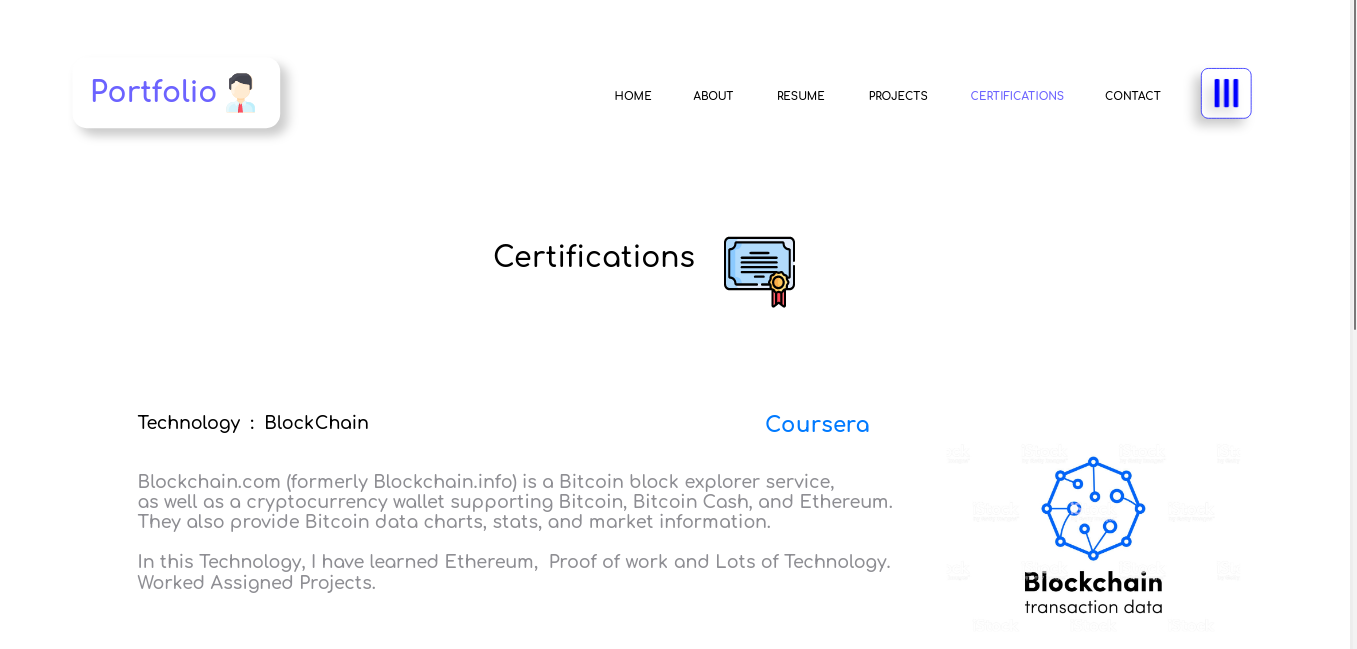 Portfolio
HOME ABOUT RESUME PROJECTS CERTIFICATIONS CONTACT
Certifications
Technology : BlockChain
Coursera
Blockchain.com (formerly Blockchain.info) is a Bitcoin block explorer service,
as well as a cryptocurrency wallet supporting Bitcoin, Bitcoin Cash, and Ethereum.
They also provide Bitcoin data charts, stats, and market information.
In this Technology, I have learned Ethereum, Proof of work and Lots of Technology.
Worked Assigned Projects.
Blockchain
transaction data